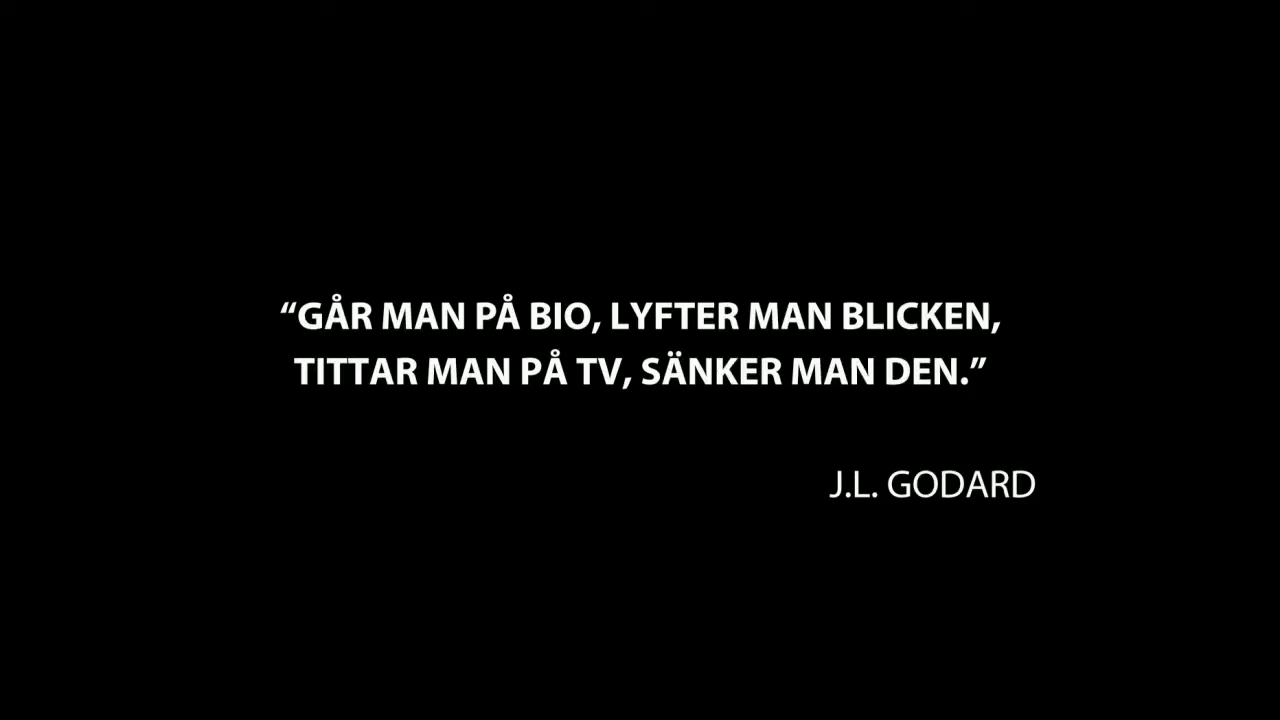 “GÅR MAN PÅ BIO, LYFTER MAN BLICKEN,
TITTAR MAN PÅ TV, SÄNKER MAN DEN.”
J.L. GODARD